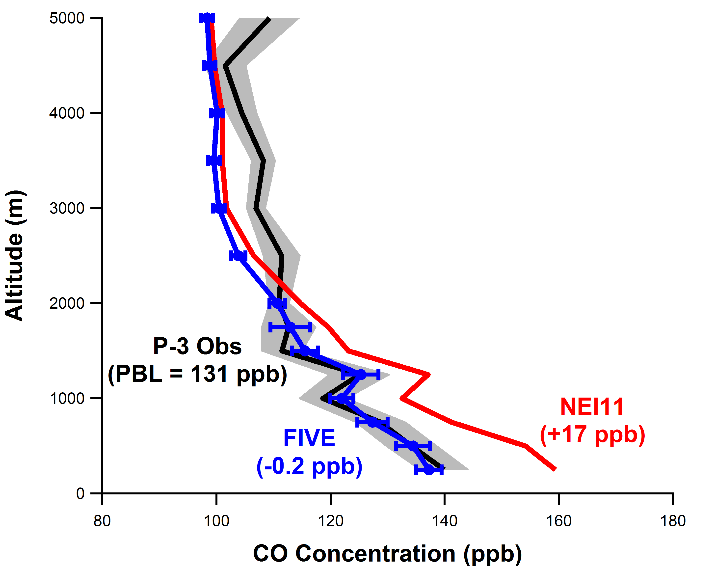 5000
4000
3000
2000
1000
0
Altitude (m)
P-3 Obs
(PBL = 131 ppb)
FIVE
(-0.2 ppb)
NEI11
(+17 ppb)
80
100
120
140
160
180
CO Concentration (ppb)